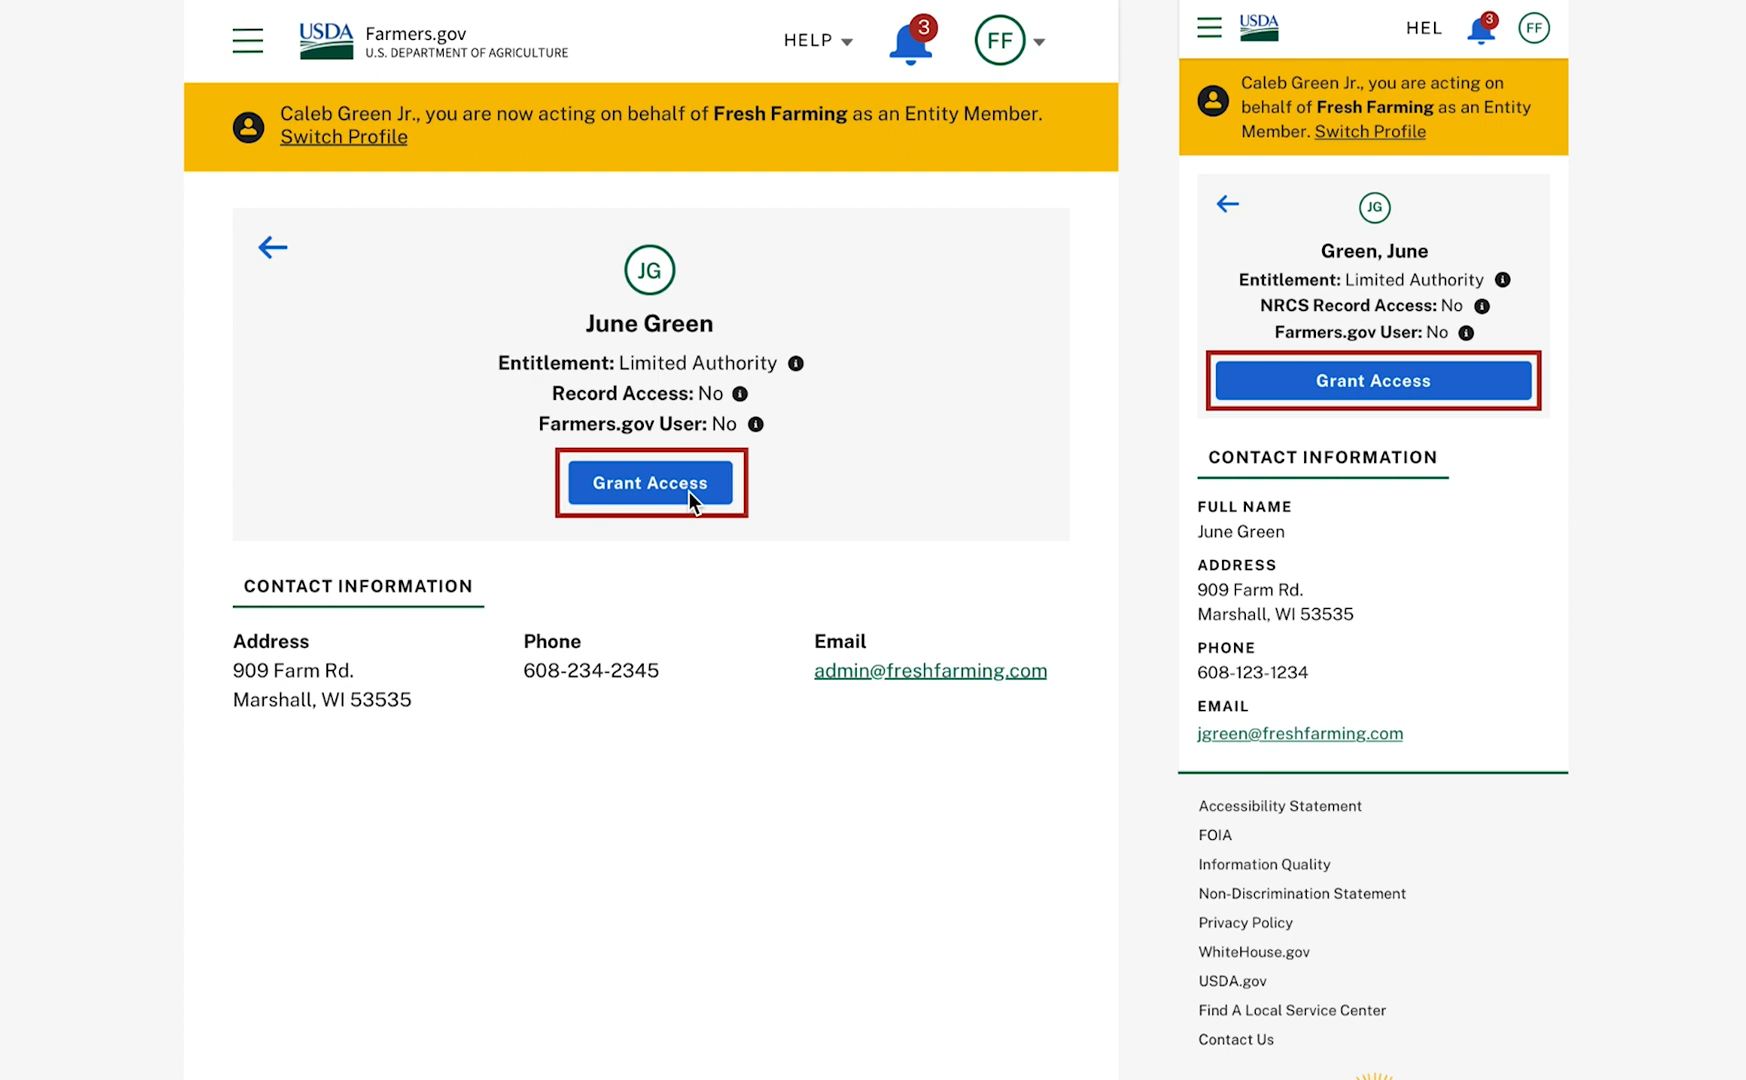 USDA
Farmers.gov
U.S. DEPARTMENT OF AGRICULTURE
HELP
3
FF
Caleb Green Jr., you are now acting on behalf of Fresh Farming as an Entity Member.
Switch Profile
JG
June Green
Entitlement: Limited Authority
Record Access: No
Farmers.gov User: No
Grant Access
CONTACT INFORMATION
Address
909 Farm Rd.
Marshall, WI 53535
Phone
608-234-2345
Email
admin@freshfarming.com
USDA
HEL
3
FF
Caleb Green Jr., you are acting on
behalf of Fresh Farming as an Entity
Member. Switch Profile
JG
Green, June
Entitlement: Limited Authority
NRCS Record Access: No
Farmers.gov User: No
Grant Access
CONTACT INFORMATION
FULL NAME
June Green
ADDRESS
909 Farm Rd.
Marshall, WI 53535
PHONE
608-123-1234
EMAIL
jgreen@freshfarming.com
Accessibility Statement
FOIA
Information Quality
Non-Discrimination Statement
Privacy Policy
WhiteHouse.gov
USDA.gov
Find A Local Service Center
Contact Us